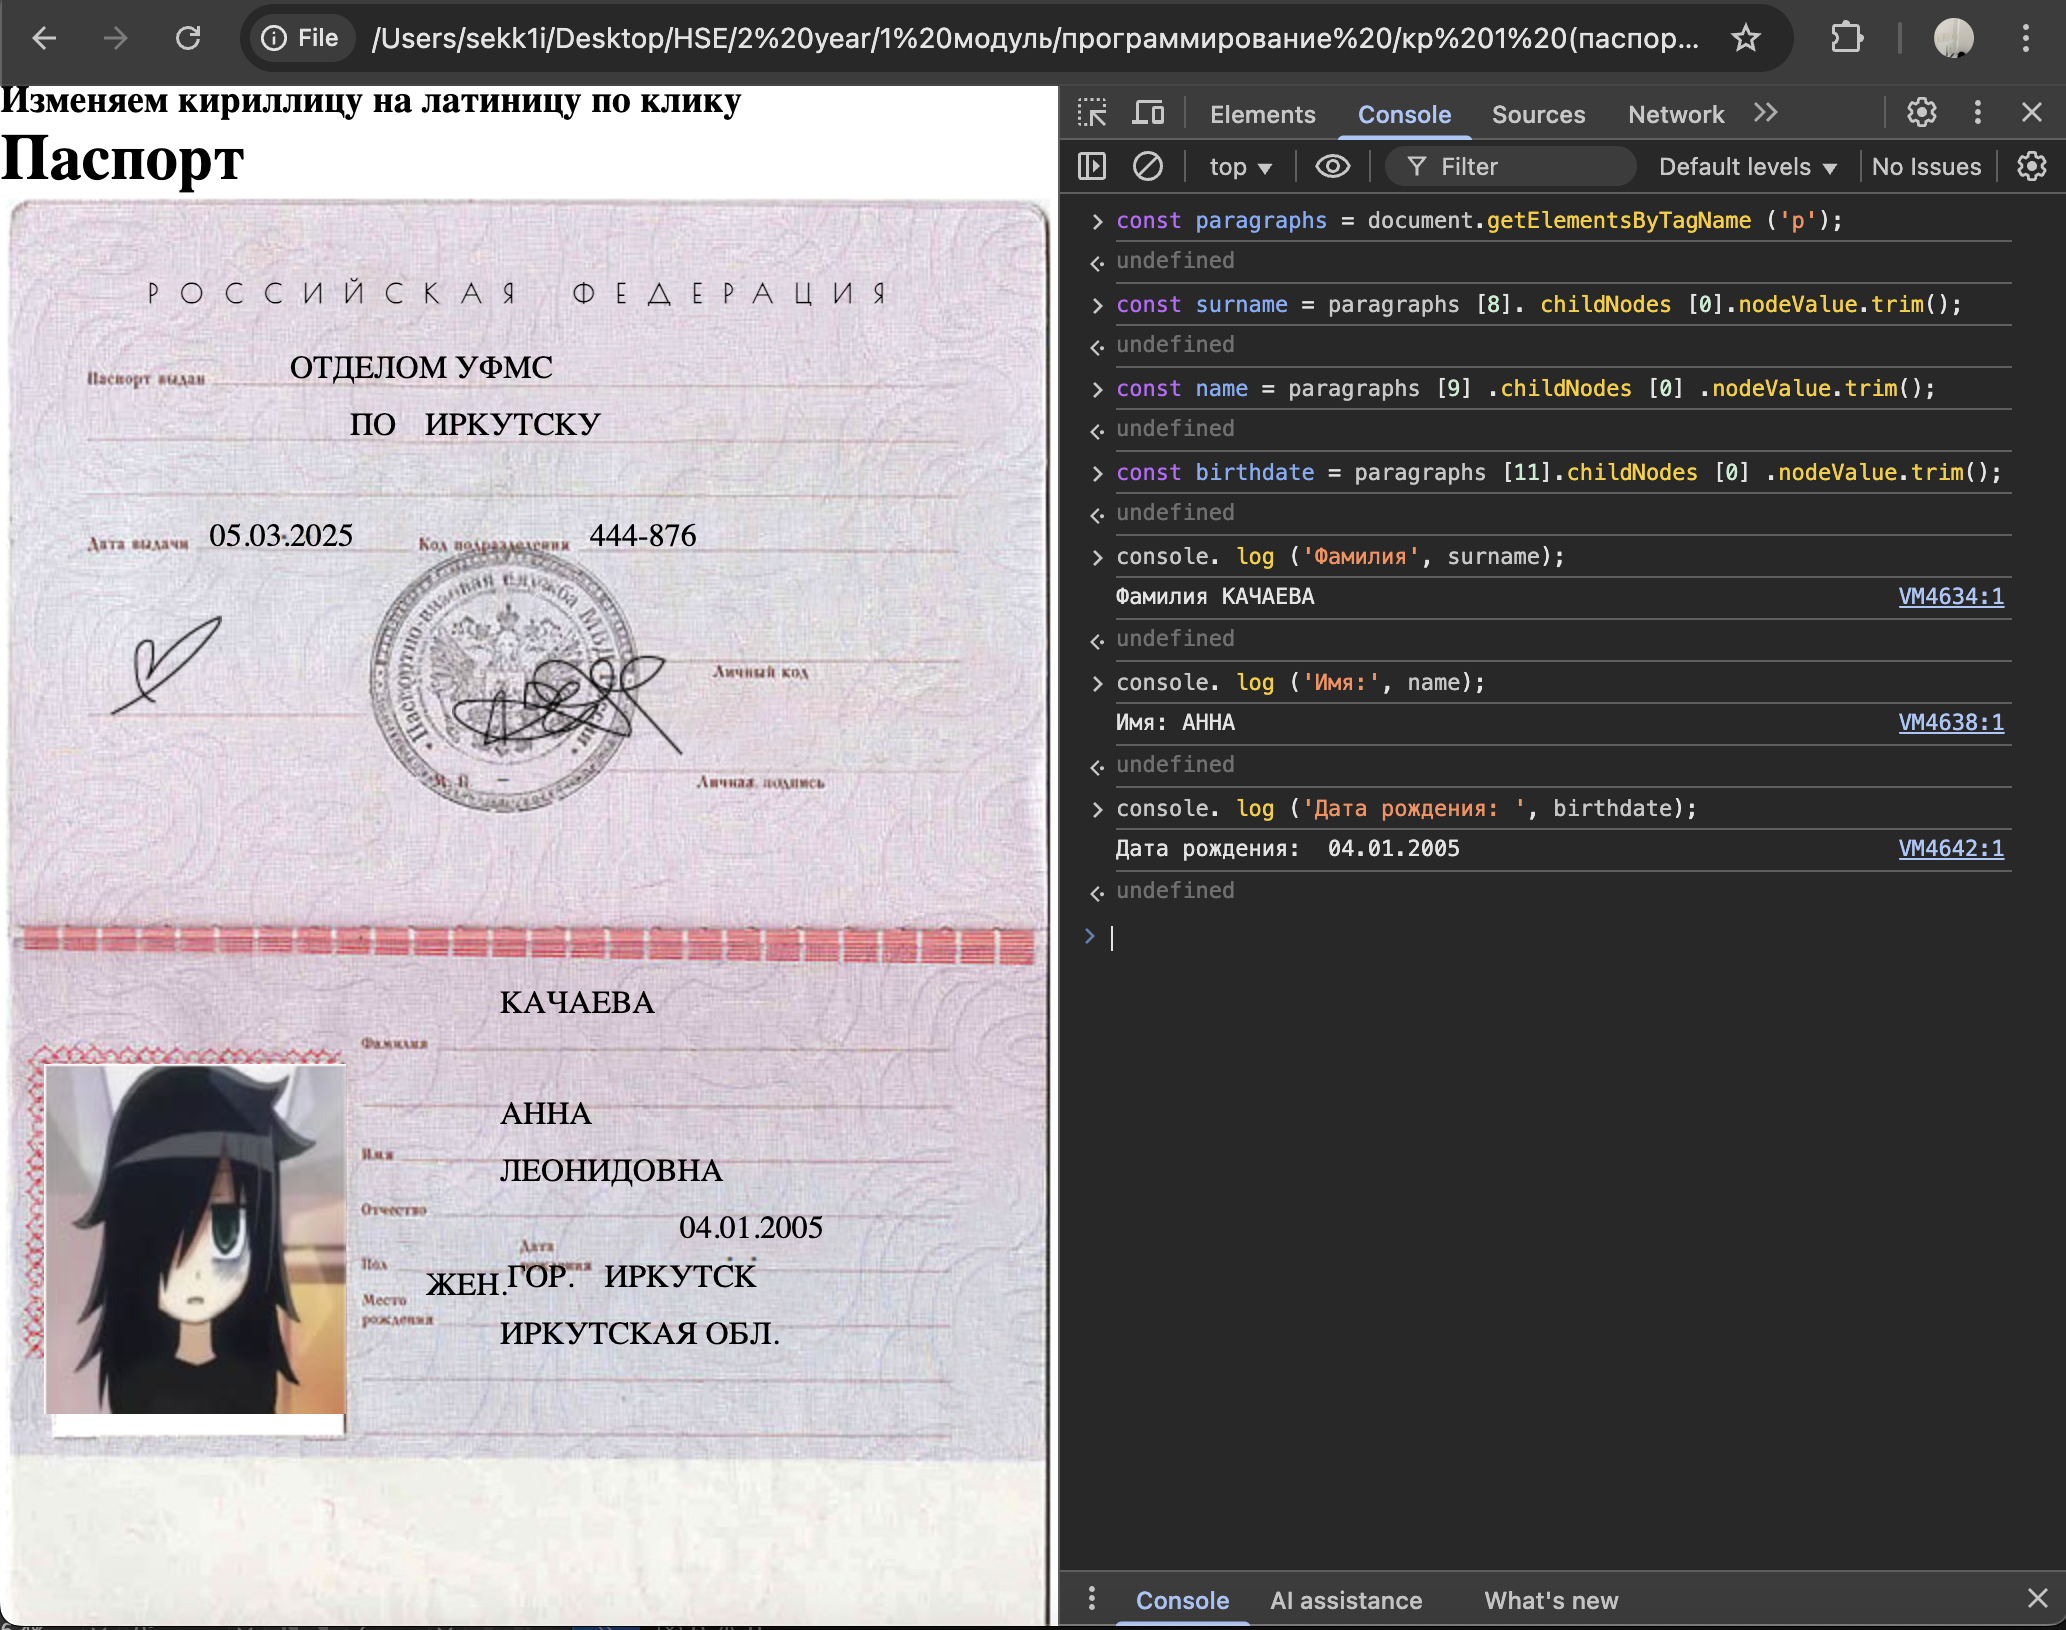 File /Users/sekk1i/Desktop/HSE/2%20year/1%20модуль/программирование%20/кр%201%20(паспор...
Изменяем кириллицу на латиницу по клику
Паспорт
РОССИЙСКАЯ ФЕДЕРАЦИЯ
Паспорт выдан ОТДЕЛОМ УФМС
ПО ИРКУТСКУ
Дата выдачи 05.03.2025 Код подразделения 444-876
Паспортно-визовая служба МВД
Личный код
М.П.
Личная подпись
КАЧАЕВА
Фамилия
АННА
Имя
ЛЕОНИДОВНА
Отчество
04.01.2005
Пол
Дата рождения
ЖЕН. ГОР. ИРКУТСК
Место рождения
ИРКУТСКАЯ ОБЛ.
Elements Console Sources Network
top Filter Default levels No Issues
const paragraphs = document.getElementsByTagName ('p');
undefined
const surname = paragraphs [8]. childNodes [0].nodeValue.trim();
undefined
const name = paragraphs [9] .childNodes [0] .nodeValue.trim();
undefined
const birthdate = paragraphs [11].childNodes [0] .nodeValue.trim();
undefined
console. log ('Фамилия', surname);
Фамилия КАЧАЕВА VM4634:1
undefined
console. log ('Имя:', name);
Имя: АННА VM4638:1
undefined
console. log ('Дата рождения: ', birthdate);
Дата рождения:  04.01.2005 VM4642:1
undefined
Console AI assistance What's new